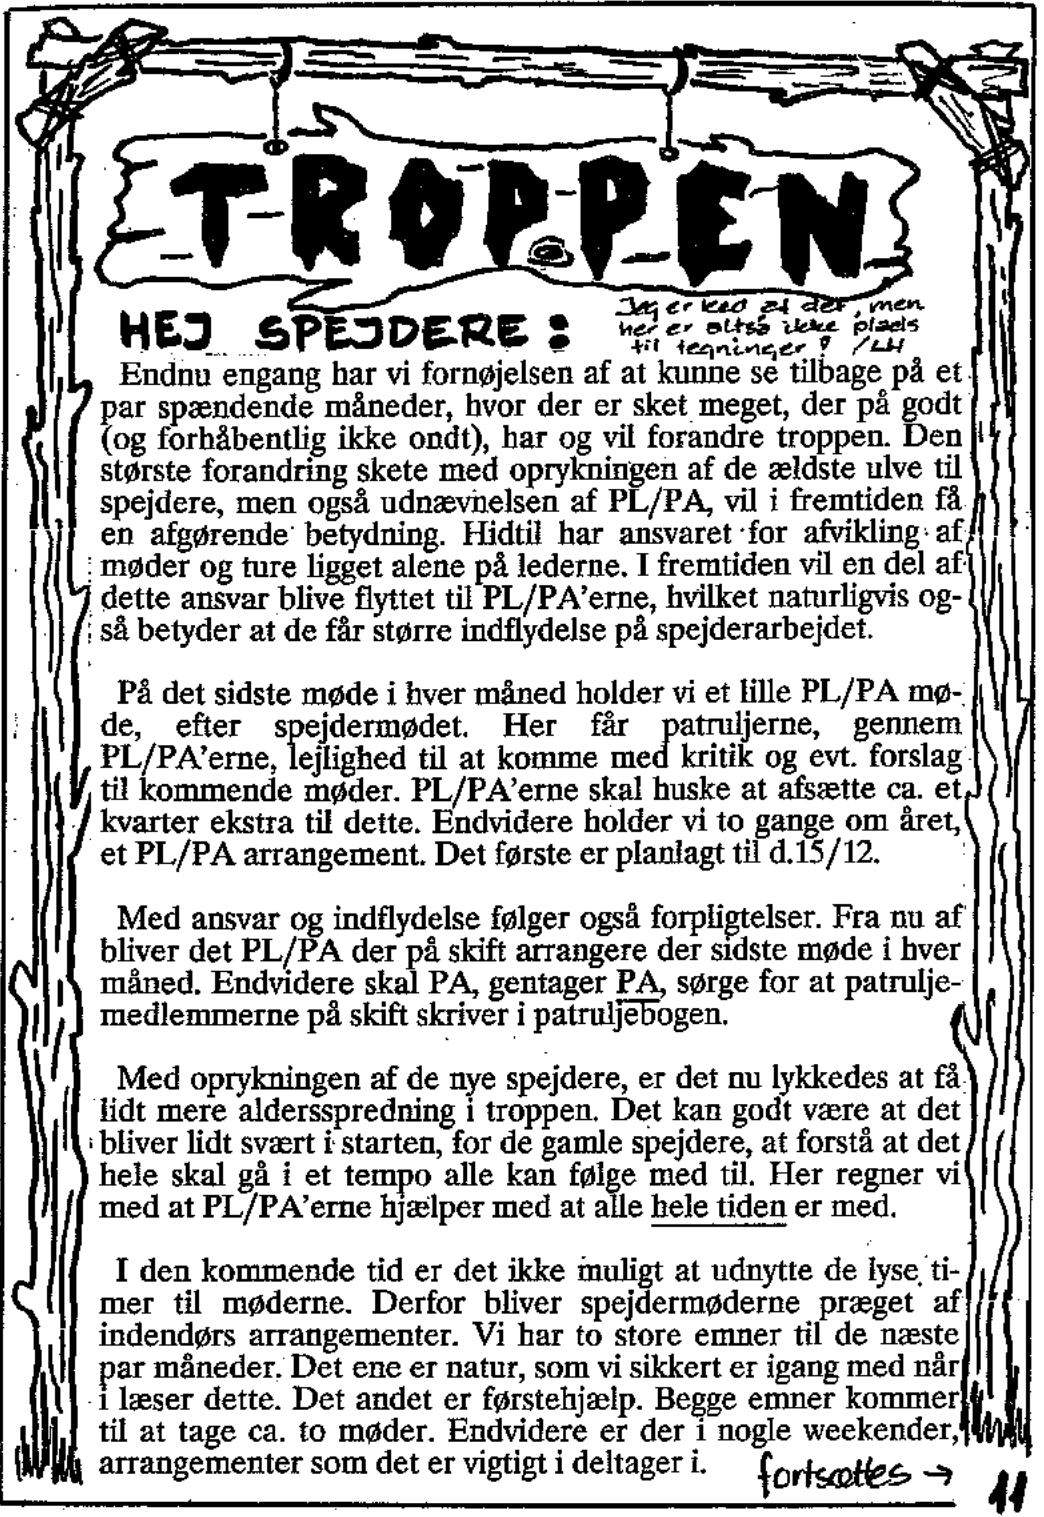 TROPPEN
HEJ SPEJDERE:
Jeg er ked af det, men
her er altså ikke plads
til tegninger! /LH
Endnu engang har vi fornøjelsen af at kunne se tilbage på et
par spændende måneder, hvor der er sket meget, der på godt
(og forhåbentlig ikke ondt), har og vil forandre troppen. Den
største forandring skete med oprykningen af de ældste ulve til
spejdere, men også udnævnelsen af PL/PA, vil i fremtiden få
en afgørende betydning. Hidtil har ansvaret for afvikling af
møder og ture ligget alene på lederne. I fremtiden vil en del af
dette ansvar blive flyttet til PL/PA'erne, hvilket naturligvis og-
så betyder at de får større indflydelse på spejderarbejdet.
På det sidste møde i hver måned holder vi et lille PL/PA mø-
de, efter spejdermødet. Her får patruljerne, gennem
PL/PA'erne, lejlighed til at komme med kritik og evt. forslag
til kommende møder. PL/PA'erne skal huske at afsætte ca. et
kvarter ekstra til dette. Endvidere holder vi to gange om året,
et PL/PA arrangement. Det første er planlagt til d.15/12.
Med ansvar og indflydelse følger også forpligtelser. Fra nu af
bliver det PL/PA der på skift arrangere der sidste møde i hver
måned. Endvidere skal PA, gentager PA, sørge for at patrulje-
medlemmerne på skift skriver i patruljebogen.
Med oprykningen af de nye spejdere, er det nu lykkedes at få
lidt mere aldersspredning i troppen. Det kan godt være at det
bliver lidt svært i starten, for de gamle spejdere, at forstå at det
hele skal gå i et tempo alle kan følge med til. Her regner vi
med at PL/PA'erne hjælper med at alle hele tiden er med.
I den kommende tid er det ikke muligt at udnytte de lyse ti-
mer til møderne. Derfor bliver spejdermøderne præget af
indendørs arrangementer. Vi har to store emner til de næste
par måneder. Det ene er natur, som vi sikkert er igang med når
i læser dette. Det andet er førstehjælp. Begge emner kommer
til at tage ca. to møder. Endvidere er der i nogle weekender,
arrangementer som det er vigtigt i deltager i.
fortsættes →
11